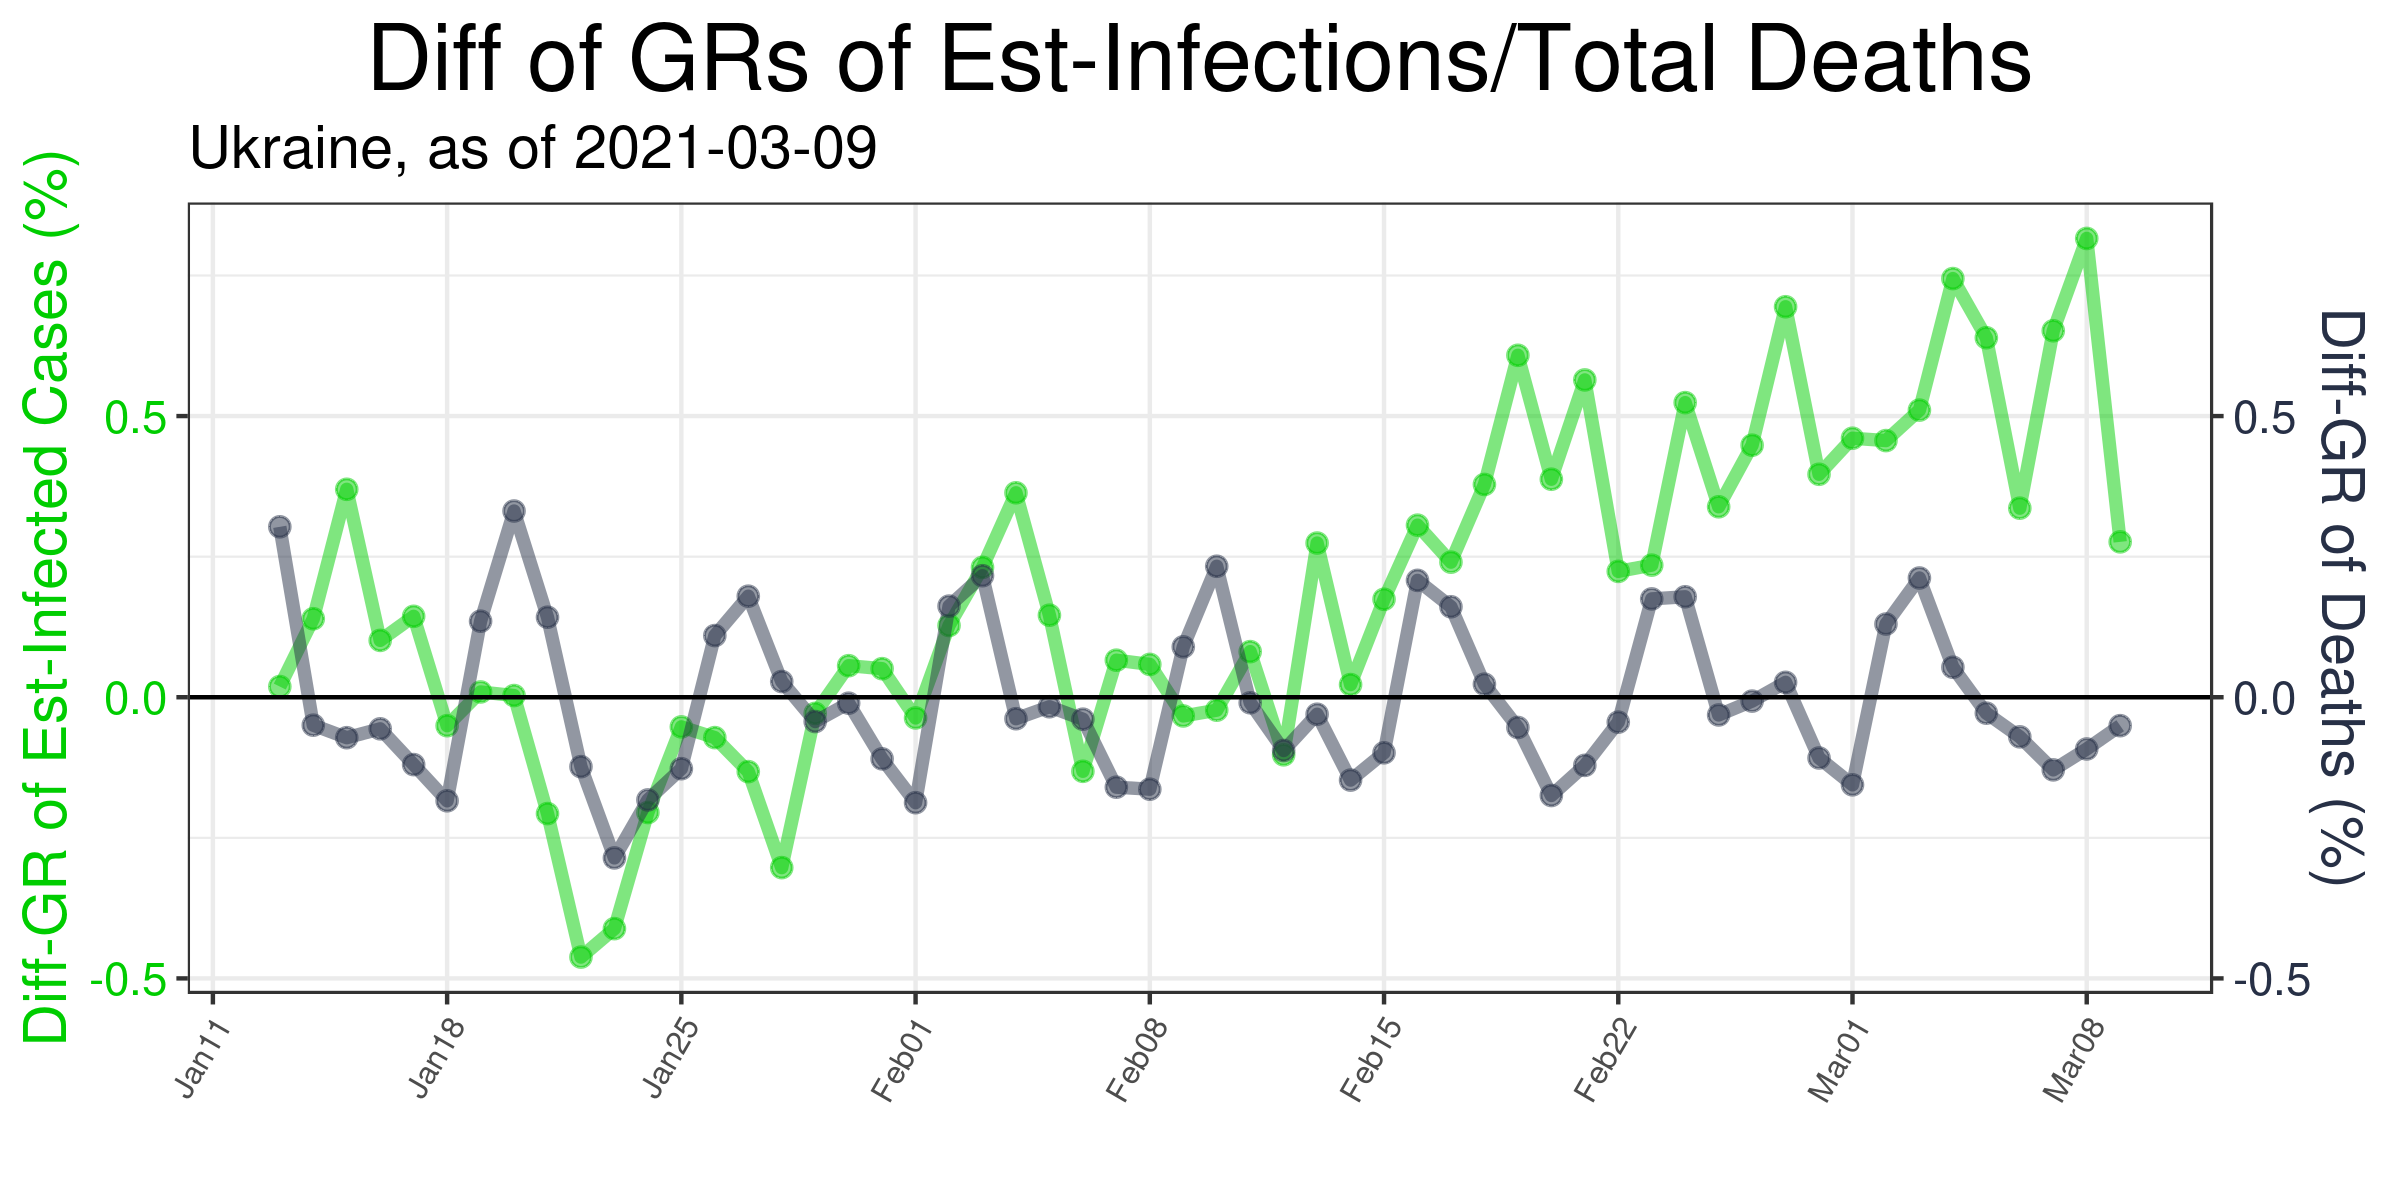 Diff of GRs of Est-Infections/Total Deaths
Ukraine, as of 2021-03-09
Diff-GR of Est-Infected Cases (%)
0.5
0.0
-0.5
0.5
0.0
-0.5
Diff-GR of Deaths (%)
Jan11
Jan18
Jan25
Feb01
Feb08
Feb15
Feb22
Mar01
Mar08